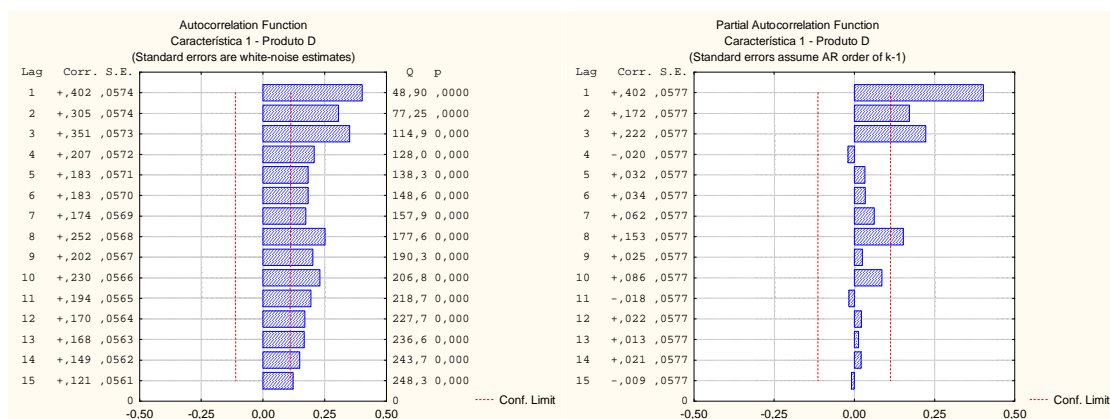 Autocorrelation Function
Característica 1 - Produto D
(Standard errors are white-noise estimates)
Lag Corr. S.E. Q p
1 +,402 ,0574 48,90 ,0000
2 +,305 ,0574 77,25 ,0000
3 +,351 ,0573 114,9 0,000
4 +,207 ,0572 128,0 0,000
5 +,183 ,0571 138,3 0,000
6 +,183 ,0570 148,6 0,000
7 +,174 ,0569 157,9 0,000
8 +,252 ,0568 177,6 0,000
9 +,202 ,0567 190,3 0,000
10 +,230 ,0566 206,8 0,000
11 +,194 ,0565 218,7 0,000
12 +,170 ,0564 227,7 0,000
13 +,168 ,0563 236,6 0,000
14 +,149 ,0562 243,7 0,000
15 +,121 ,0561 248,3 0,000
0 0
-0,50 -0,25 0,00 0,25 0,50
Conf. Limit
Partial Autocorrelation Function
Característica 1 - Produto D
(Standard errors assume AR order of k-1)
Lag Corr. S.E.
1 +,402 ,0577
2 +,172 ,0577
3 +,222 ,0577
4 -,020 ,0577
5 +,032 ,0577
6 +,034 ,0577
7 +,062 ,0577
8 +,153 ,0577
9 +,025 ,0577
10 +,086 ,0577
11 -,018 ,0577
12 +,022 ,0577
13 +,013 ,0577
14 +,021 ,0577
15 -,009 ,0577
0 0
-0,50 -0,25 0,00 0,25 0,50
Conf. Limit